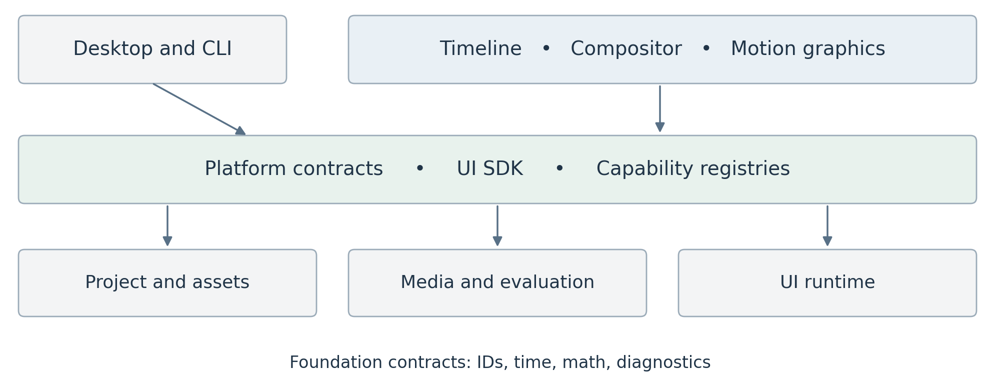 Desktop and CLI
Timeline • Compositor • Motion graphics
Platform contracts • UI SDK • Capability registries
Project and assets
Media and evaluation
UI runtime
Foundation contracts: IDs, time, math, diagnostics